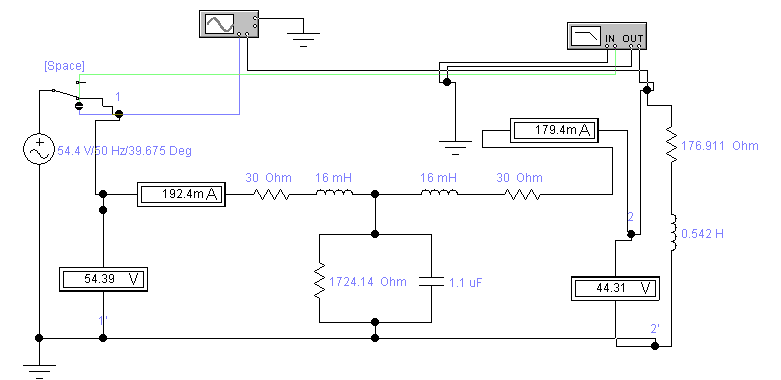 IN OUT
[Space]
1
179.4mA
54.4 V/50 Hz/39.675 Deg
176.911 Ohm
30 Ohm
16 mH
16 mH
30 Ohm
192.4mA
2
0.542 H
54.39 V
1724.14 Ohm
1.1 uF
44.31 V
1'
2'